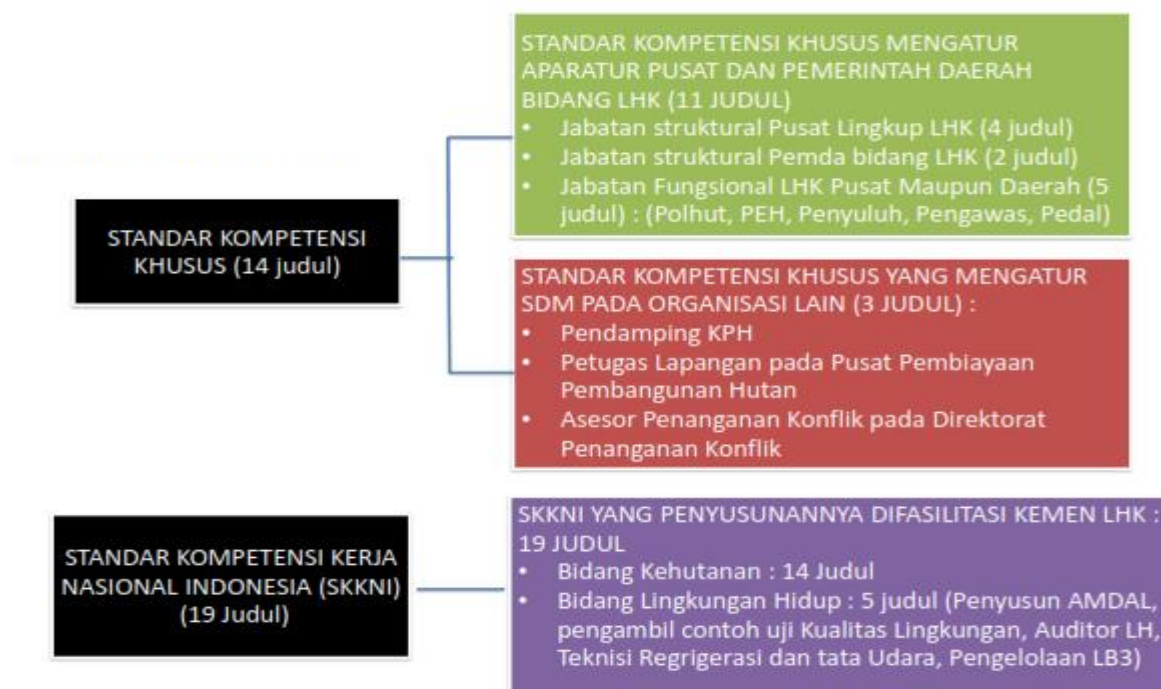 STANDAR KOMPETENSI KHUSUS MENGATUR
APARATUR PUSAT DAN PEMERINTAH DAERAH
BIDANG LHK (11 JUDUL)
• Jabatan struktural Pusat Lingkup LHK (4 judul)
• Jabatan struktural Pemda bidang LHK (2 judul)
• Jabatan Fungsional LHK Pusat Maupun Daerah (5
judul) : (Polhut, PEH, Penyuluh, Pengawas, Pedal)
STANDAR KOMPETENSI
KHUSUS (14 judul)
STANDAR KOMPETENSI KHUSUS YANG MENGATUR
SDM PADA ORGANISASI LAIN (3 JUDUL) :
• Pendamping KPH
• Petugas Lapangan pada Pusat Pembiayaan
Pembangunan Hutan
• Asesor Penanganan Konflik pada Direktorat
Penanganan Konflik
STANDAR KOMPETENSI KERJA
NASIONAL INDONESIA (SKKNI)
(19 Judul)
SKKNI YANG PENYUSUNANNYA DIFASILITASI KEMEN LHK :
19 JUDUL
• Bidang Kehutanan : 14 Judul
• Bidang Lingkungan Hidup : 5 judul (Penyusun AMDAL,
pengambil contoh uji Kualitas Lingkungan, Auditor LH,
Teknisi Regrigerasi dan tata Udara, Pengelolaan LB3)